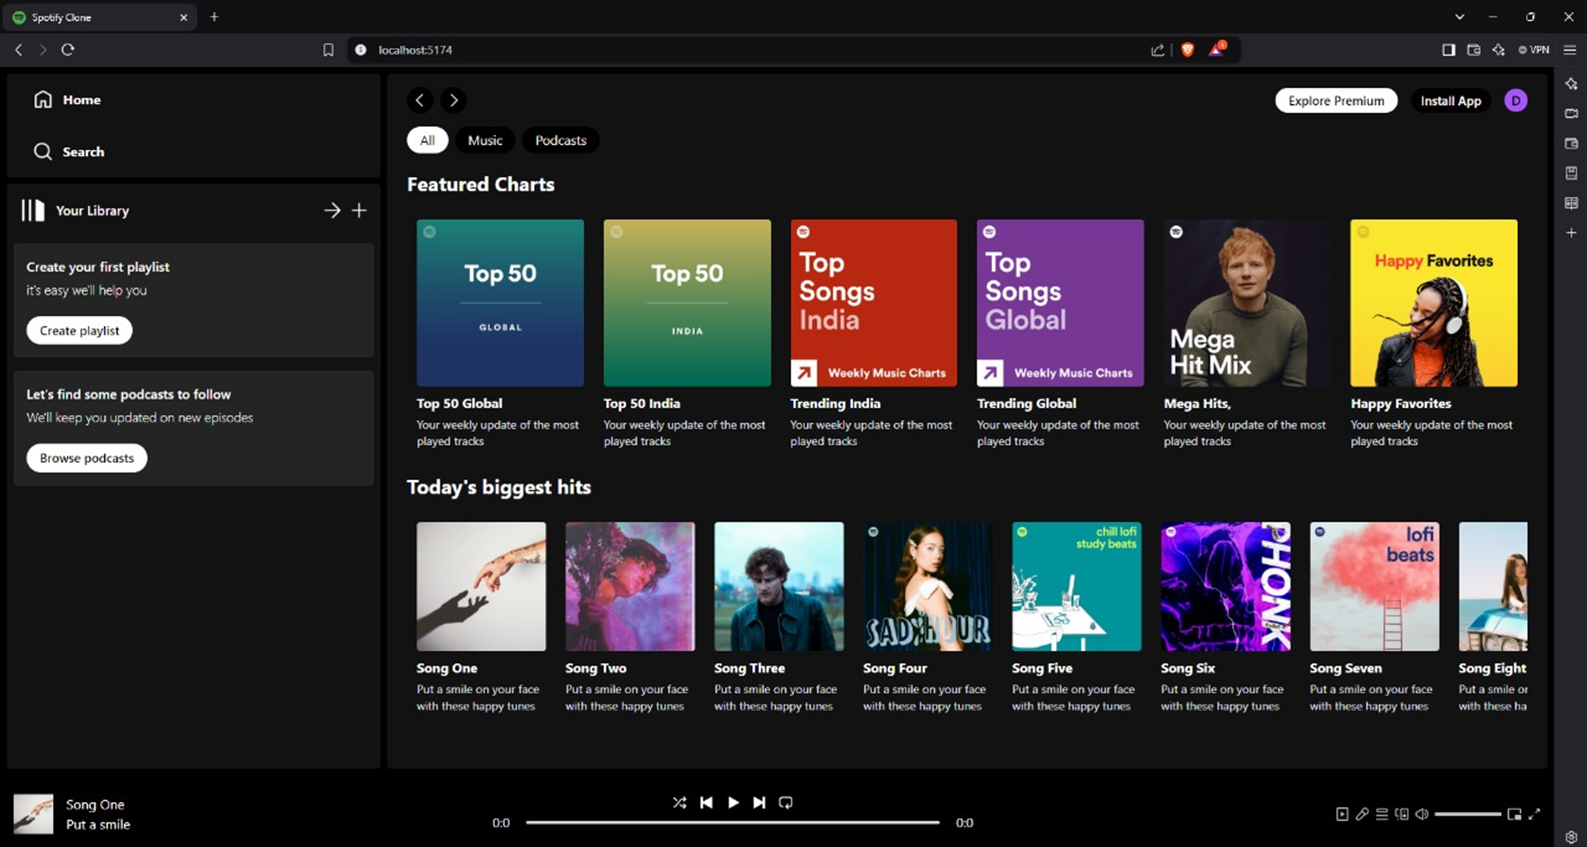 Spotify Clone
localhost:5174
VPN
Home
Search
Your Library
Create your first playlist
it's easy we'll help you
Create playlist
Let's find some podcasts to follow
We'll keep you updated on new episodes
Browse podcasts
Explore Premium
Install App
D
All
Music
Podcasts
Featured Charts
Top 50
GLOBAL
Top 50
INDIA
Top
Songs
India
Weekly Music Charts
Top
Songs
Global
Weekly Music Charts
Mega
Hit Mix
Happy Favorites
Top 50 Global
Your weekly update of the most
played tracks
Top 50 India
Your weekly update of the most
played tracks
Trending India
Your weekly update of the most
played tracks
Trending Global
Your weekly update of the most
played tracks
Mega Hits,
Your weekly update of the most
played tracks
Happy Favorites
Your weekly update of the most
played tracks
Today's biggest hits
SAD HOUR
chill lofi
study beats
PHONK
lofi
beats
Song One
Put a smile on your face
with these happy tunes
Song Two
Put a smile on your face
with these happy tunes
Song Three
Put a smile on your face
with these happy tunes
Song Four
Put a smile on your face
with these happy tunes
Song Five
Put a smile on your face
with these happy tunes
Song Six
Put a smile on your face
with these happy tunes
Song Seven
Put a smile on your face
with these happy tunes
Song Eight
Put a smile or
with these ha
Song One
Put a smile
0:0
0:0